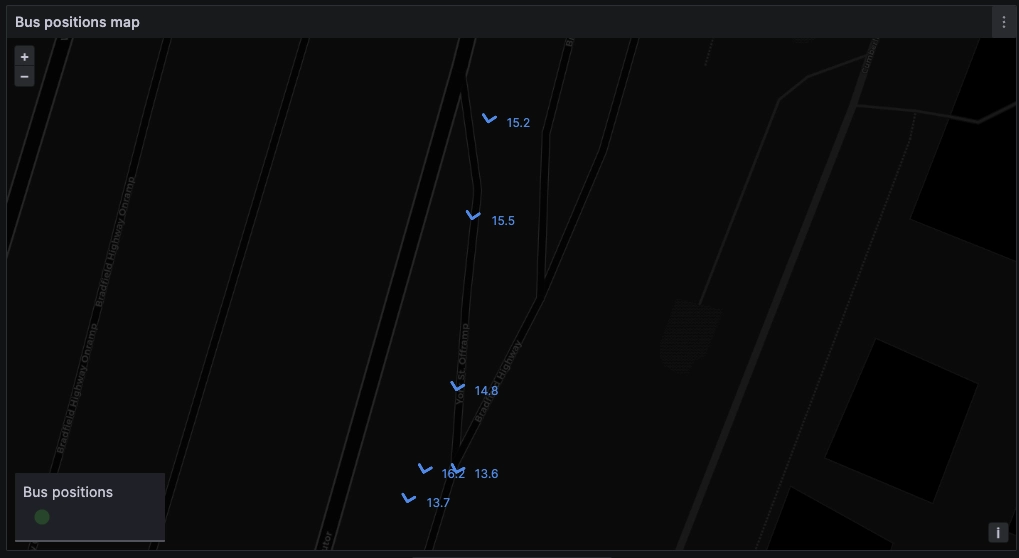 Bus positions map
+
−
15.2
15.5
Bradfield Highway Onramp
Bradfield Highway Onramp
York St. Offramp
Bradfield Highway
14.8
16.2
13.6
13.7
Bus positions
i